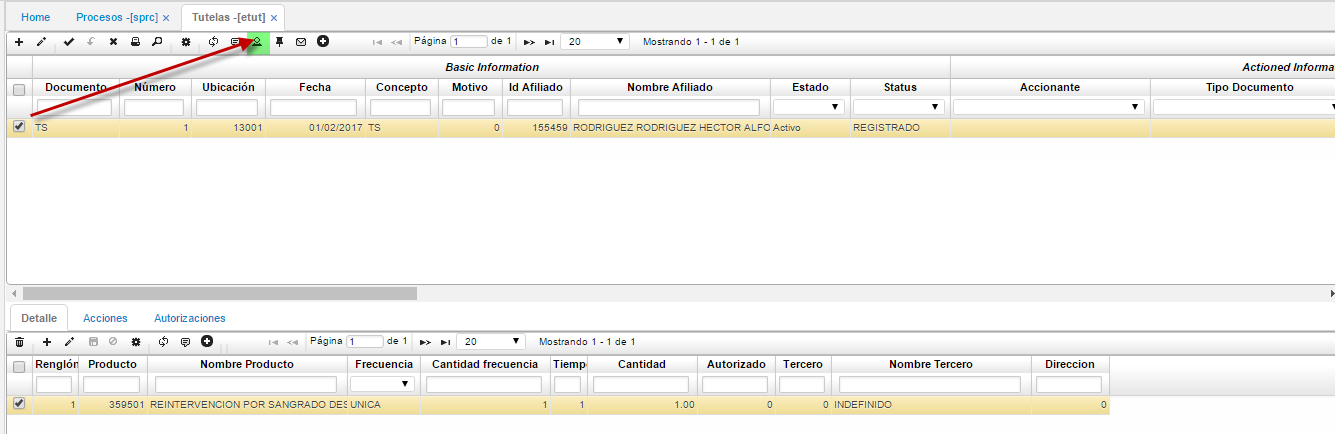 Home Procesos -[sprc] × Tutelas -[etut] ×
Página 1 de 1 20 Mostrando 1 - 1 de 1
Basic Information Actioned Informa
Documento Número Ubicación Fecha Concepto Motivo Id Afiliado Nombre Afiliado Estado Status Accionante Tipo Documento
TS 1 13001 01/02/2017 TS 0 155459 RODRIGUEZ RODRIGUEZ HECTOR ALFO Activo REGISTRADO
Detalle Acciones Autorizaciones
Página 1 de 1 20 Mostrando 1 - 1 de 1
Renglón Producto Nombre Producto Frecuencia Cantidad frecuencia Tiempo Cantidad Autorizado Tercero Nombre Tercero Direccion
1 359501 REINTERVENCION POR SANGRADO DES UNICA 1 1 1.00 0 0 INDEFINIDO 0